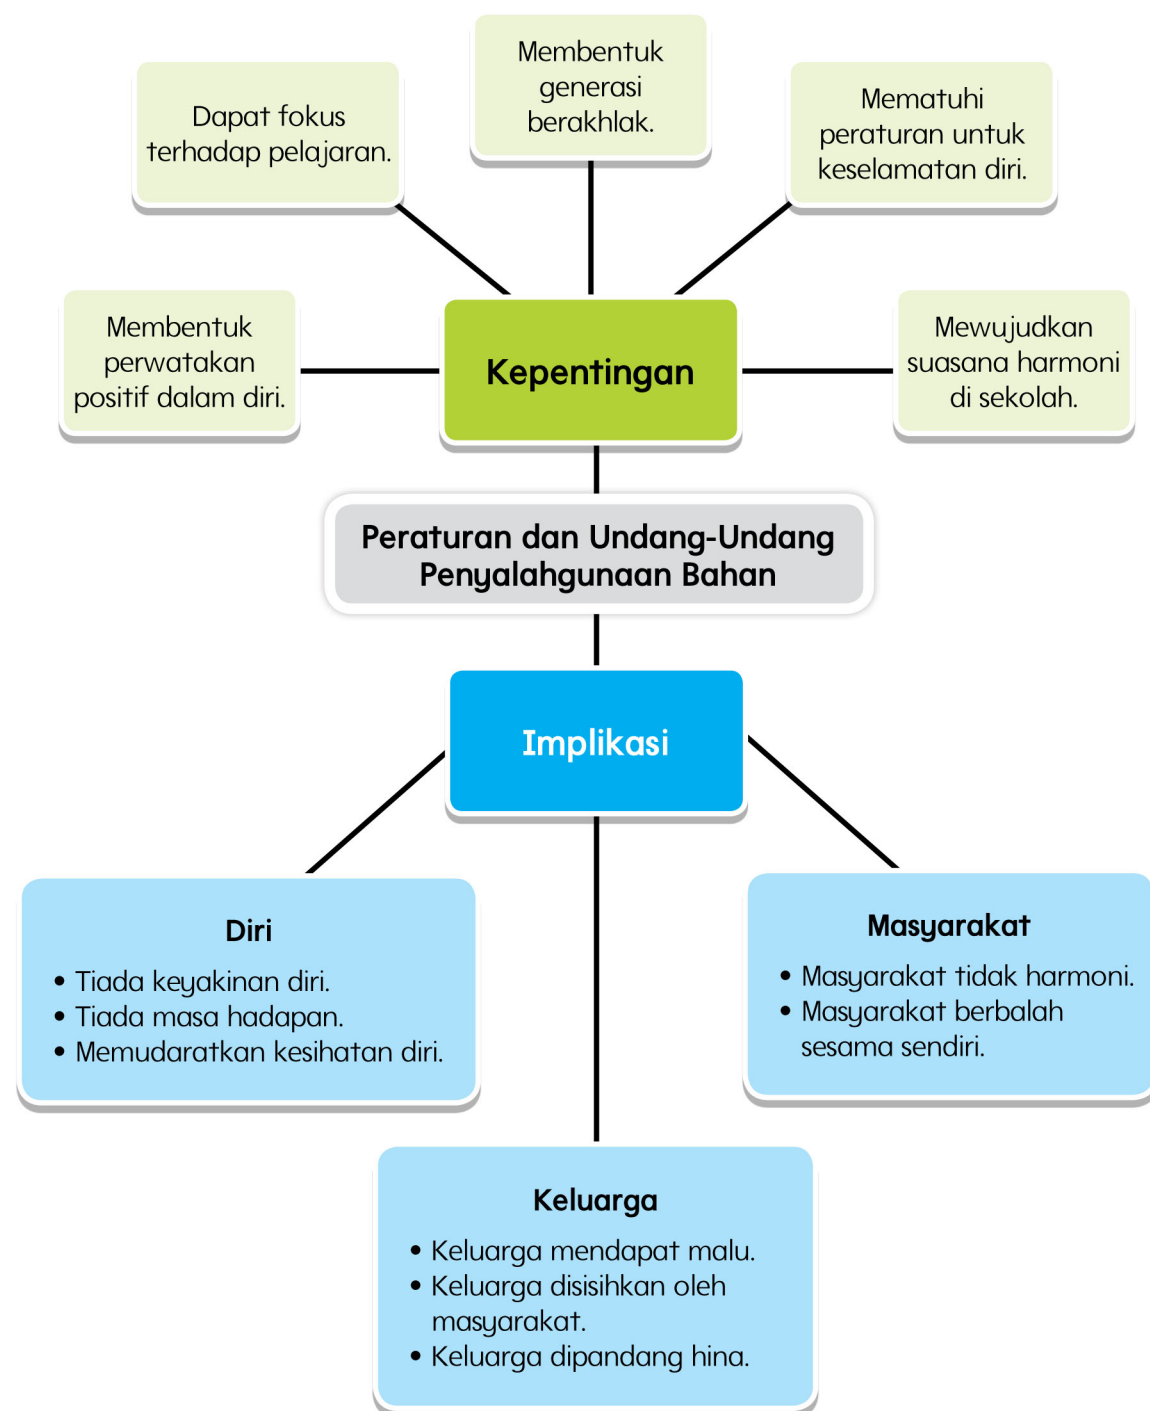 Membentuk
generasi
berakhlak.
Dapat fokus
terhadap pelajaran.
Mematuhi
peraturan untuk
keselamatan diri.
Membentuk
perwatakan
positif dalam diri.
Kepentingan
Mewujudkan
suasana harmoni
di sekolah.
Peraturan dan Undang-Undang
Penyalahgunaan Bahan
Implikasi
Diri
• Tiada keyakinan diri.
• Tiada masa hadapan.
• Memudaratkan kesihatan diri.
Masyarakat
• Masyarakat tidak harmoni.
• Masyarakat berbalah
sesama sendiri.
Keluarga
• Keluarga mendapat malu.
• Keluarga disisihkan oleh
masyarakat.
• Keluarga dipandang hina.